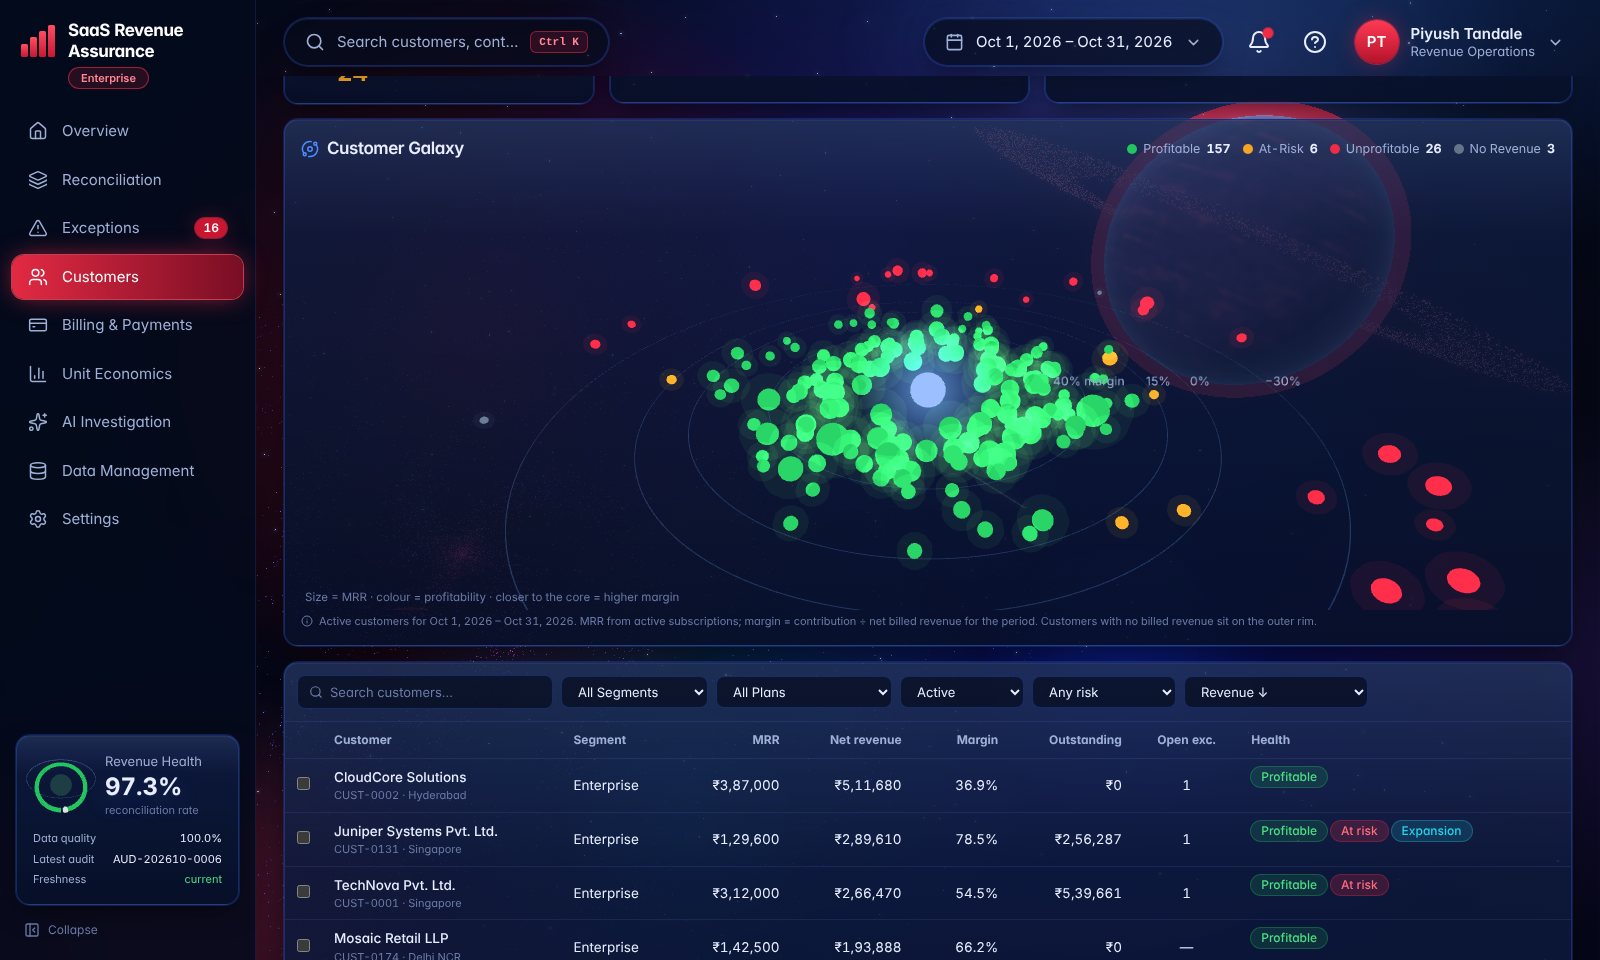 SaaS Revenue
Assurance
Enterprise
Search customers, cont...
Ctrl K
Oct 1, 2026 – Oct 31, 2026
PT
Piyush Tandale
Revenue Operations
Overview
Reconciliation
Exceptions
16
Customers
Billing & Payments
Unit Economics
AI Investigation
Data Management
Settings
Revenue Health
97.3%
reconciliation rate
Data quality 100.0%
Latest audit AUD-202610-0006
Freshness current
Collapse
Customer Galaxy
Profitable 157 At-Risk 6 Unprofitable 26 No Revenue 3
40% margin 15% 0% −30%
Size = MRR · colour = profitability · closer to the core = higher margin
Active customers for Oct 1, 2026 – Oct 31, 2026. MRR from active subscriptions; margin = contribution ÷ net billed revenue for the period. Customers with no billed revenue sit on the outer rim.
Search customers...
All Segments
All Plans
Active
Any risk
Revenue ↓
Customer Segment MRR Net revenue Margin Outstanding Open exc. Health
CloudCore Solutions Enterprise ₹3,87,000 ₹5,11,680 36.9% ₹0 1 Profitable
CUST-0002 · Hyderabad
Juniper Systems Pvt. Ltd. Enterprise ₹1,29,600 ₹2,89,610 78.5% ₹2,56,287 1 Profitable At risk Expansion
CUST-0131 · Singapore
TechNova Pvt. Ltd. Enterprise ₹3,12,000 ₹2,66,470 54.5% ₹5,39,661 1 Profitable At risk
CUST-0001 · Singapore
Mosaic Retail LLP Enterprise ₹1,42,500 ₹1,93,888 66.2% ₹0 — Profitable
CUST-0174 · Delhi NCR